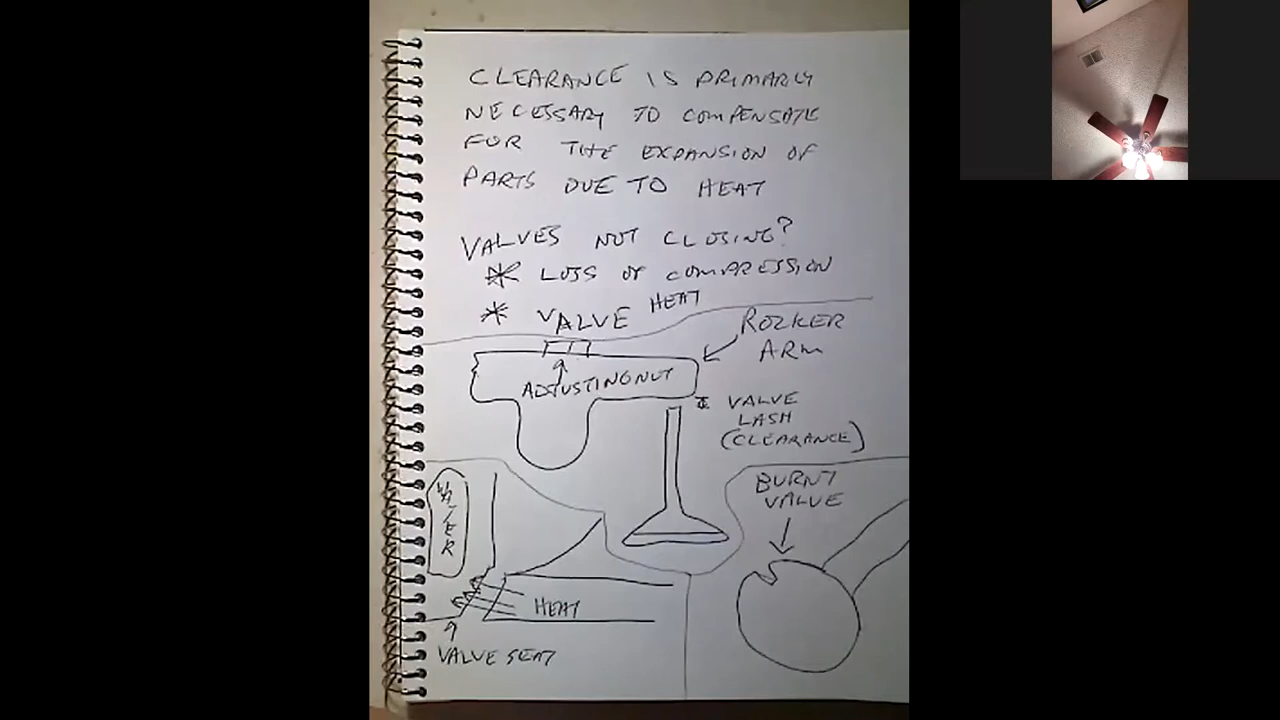 CLEARANCE IS PRIMARLY
NECESSARY TO COMPENSATE
FOR THE EXPANSION OF
PARTS DUE TO HEAT
VALVES NOT CLOSING?
* LOSS OF COMPRESSION
* VALVE HEAT
ROCKER
ARM
ADJUSTING NUT
VALVE
LASH
(CLEARANCE)
BURNT
VALVE
WATER
HEAT
VALVE SEAT